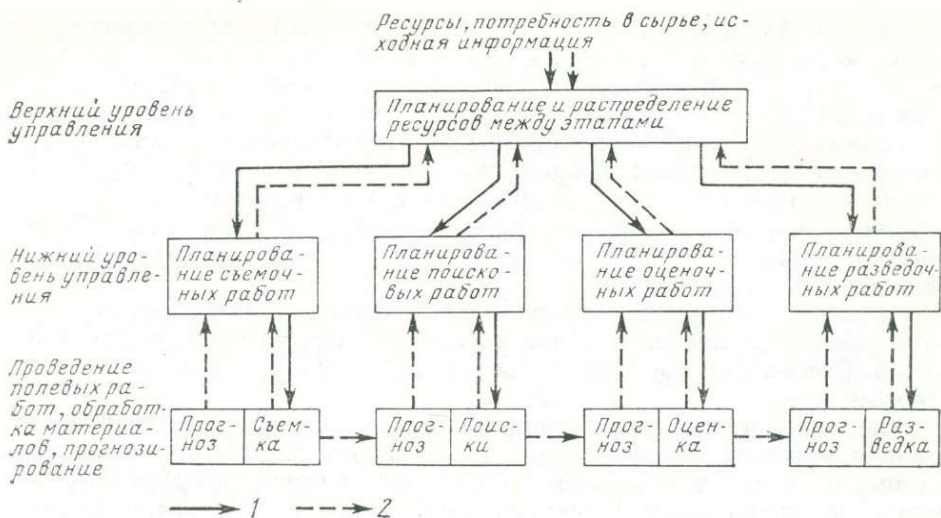 Ресурсы, потребность в сырье, ис-
ходная информация
Верхний уровень
управления
Планирование и распределение
ресурсов между этапами
Нижний уро-
вень управле-
ния
Планирова-
ние съемоч-
ных работ
Планирова-
ние поиско-
вых работ
Планирова-
ние оценоч-
ных работ
Планирова-
ние разведоч-
ных работ
Проведение
полевых ра-
бот, обработ-
ка материа-
лов, прогнози-
рование
Прог-
ноз
Съем-
ка
Прог-
ноз
Поис-
ки
Прог-
ноз
Оцен-
ка
Прог-
ноз
Раз-
ведка
1
2